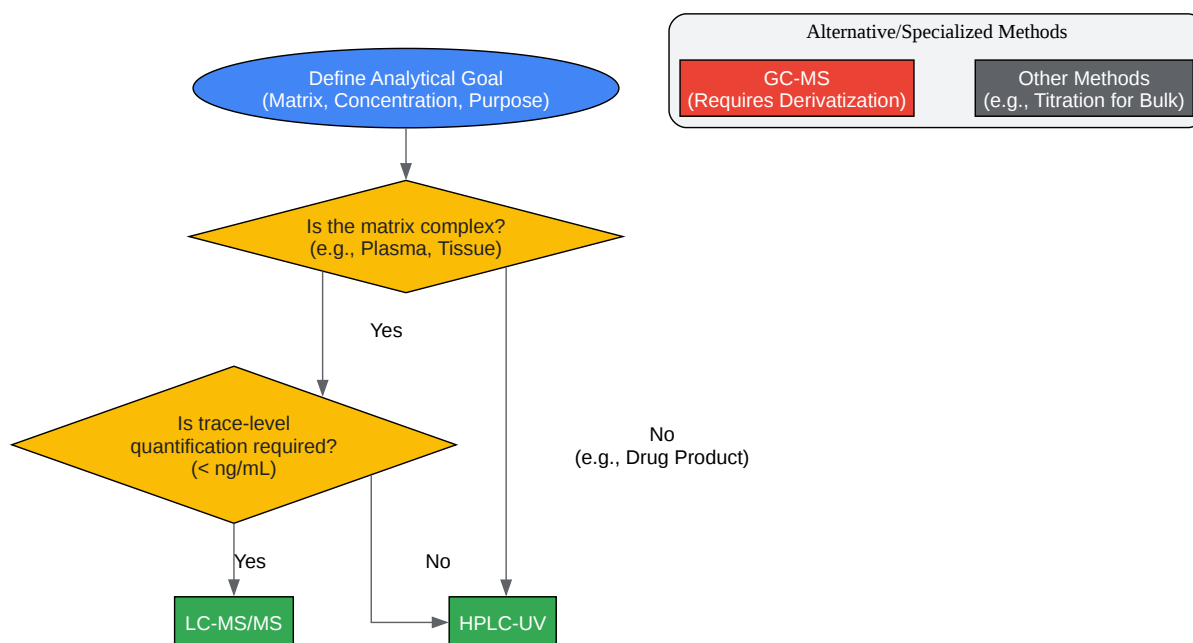 Alternative/Specialized Methods
Define Analytical Goal
(Matrix, Concentration, Purpose)
GC-MS
(Requires Derivatization)
Other Methods
(e.g., Titration for Bulk)
Is the matrix complex?
(e.g., Plasma, Tissue)
Yes
Is trace-level
quantification required?
(< ng/mL)
No
(e.g., Drug Product)
Yes
No
LC-MS/MS
HPLC-UV